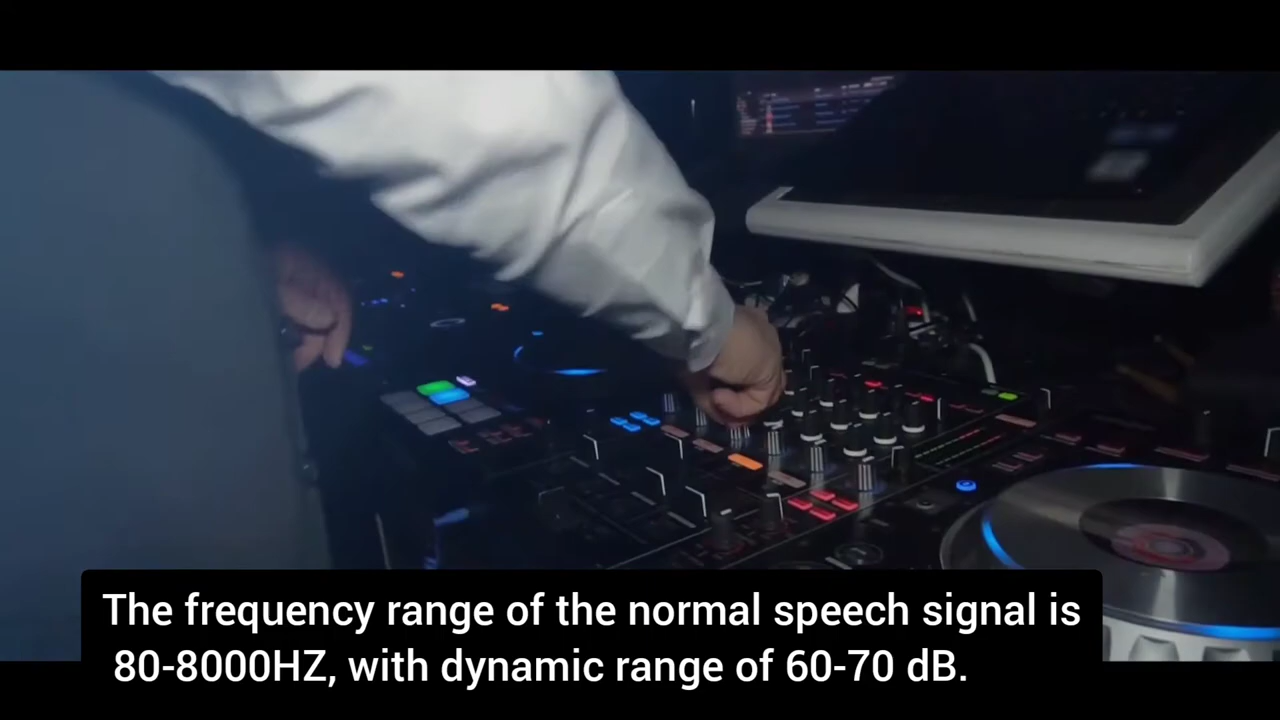 The frequency range of the normal speech signal is
80-8000HZ, with dynamic range of 60-70 dB.